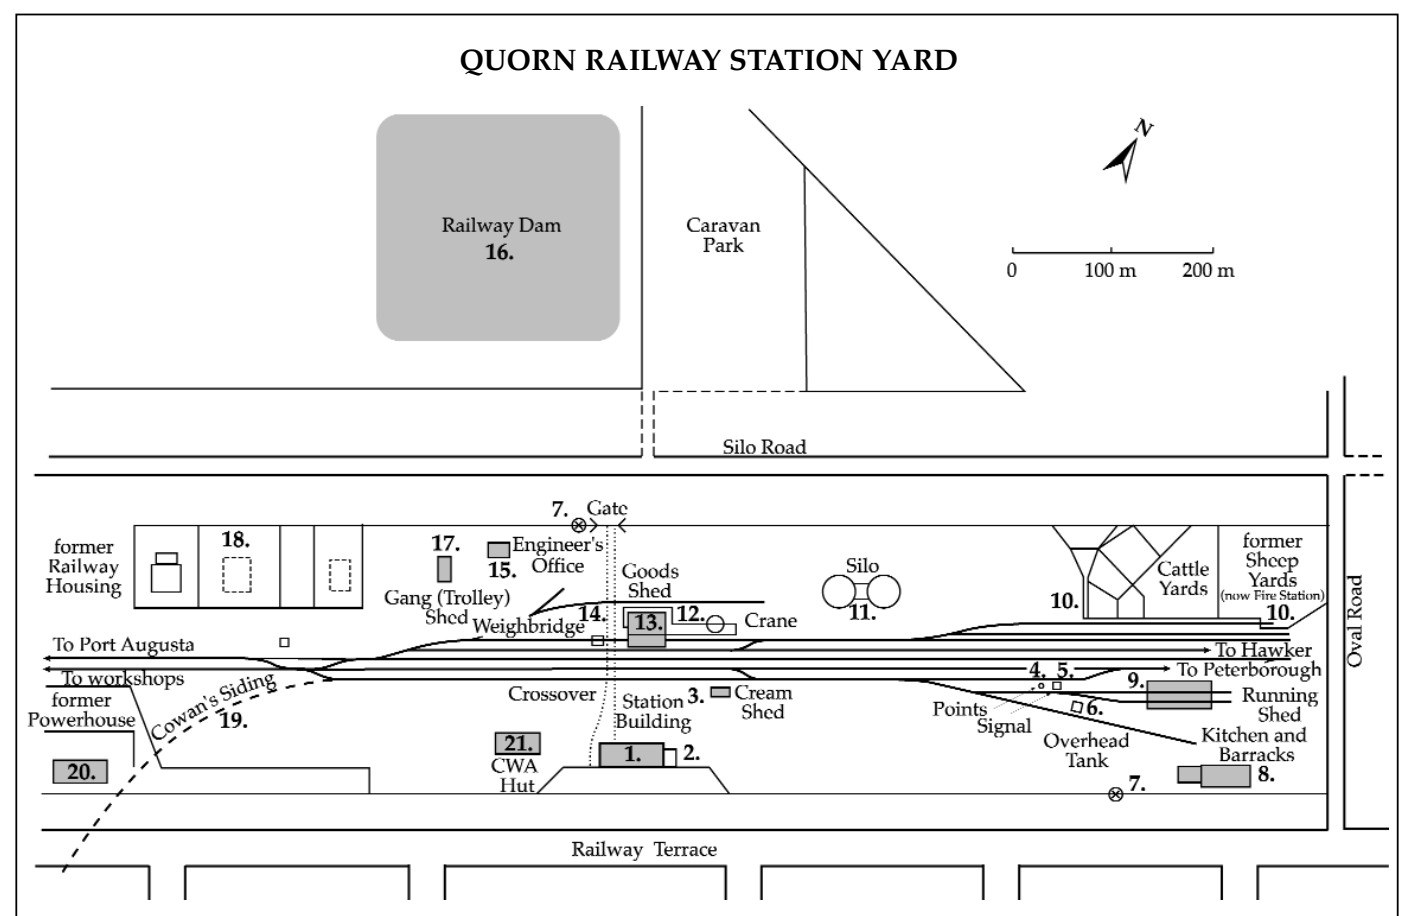 QUORN RAILWAY STATION YARD
N
Railway Dam
16.
Caravan
Park
0 100 m 200 m
Silo Road
7. Gate
former
Railway
Housing
18.
17.
15.
Engineer's
Office
Gang (Trolley)
Shed
Goods
Shed
14.
Weighbridge
13.
12.
Crane
Silo
11.
10.
Cattle
Yards
former
Sheep
Yards
(now Fire Station)
10.
Oval Road
To Port Augusta
To workshops
To Hawker
To Peterborough
former
Powerhouse
Cowan's Siding
19.
20.
Crossover
Station
Building
3. Cream
Shed
21.
CWA
Hut
1.
2.
4. 5.
Points
Signal
6.
Overhead
Tank
9.
Running
Shed
Kitchen and
Barracks
8.
7.
Railway Terrace